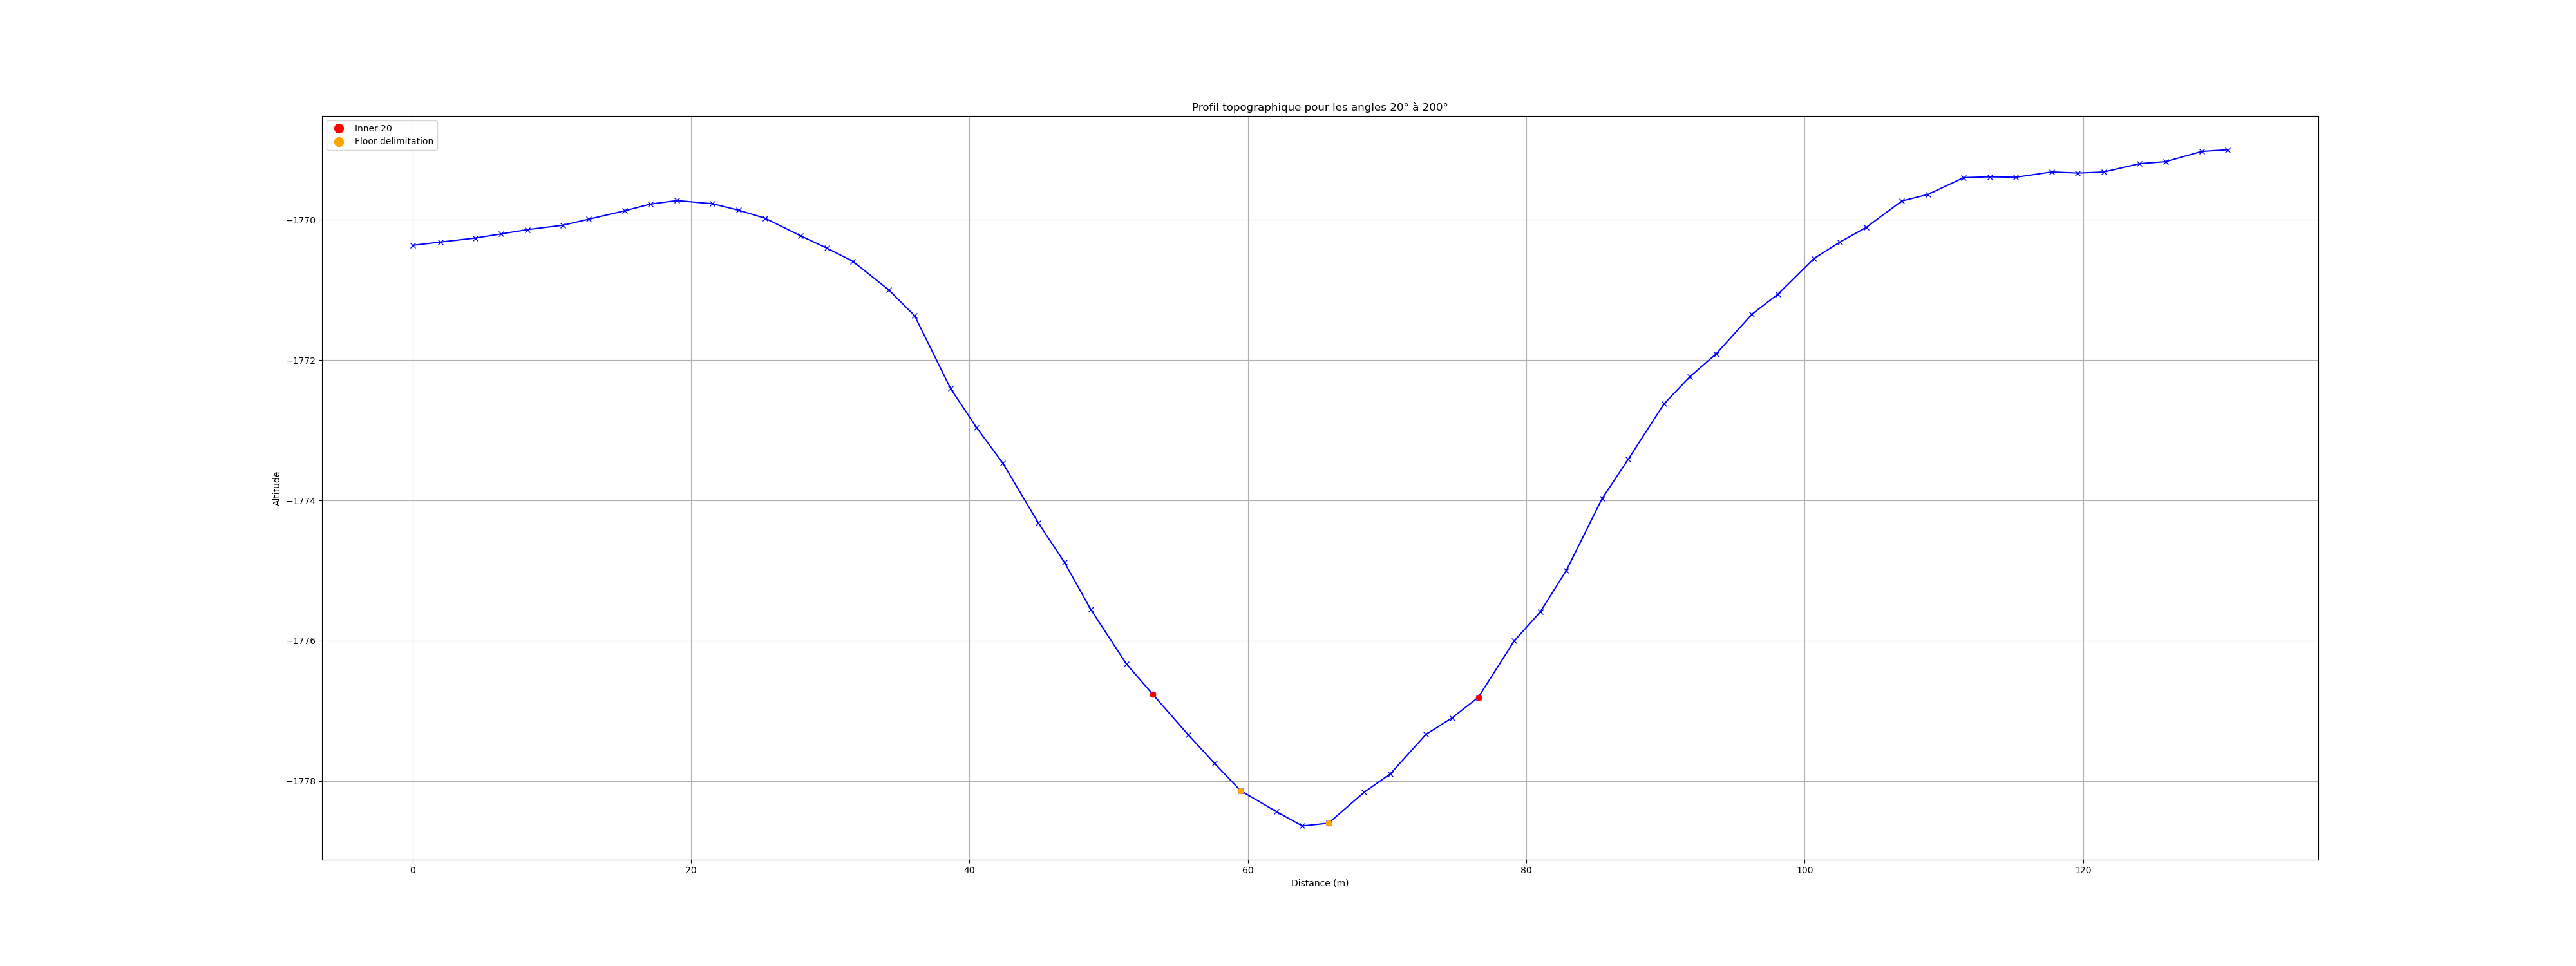 Profil topographique pour les angles 20° à 200°
Inner 20
Floor delimitation
−1770
−1772
−1774
−1776
−1778
Altitude
0 20 40 60 80 100 120
Distance (m)